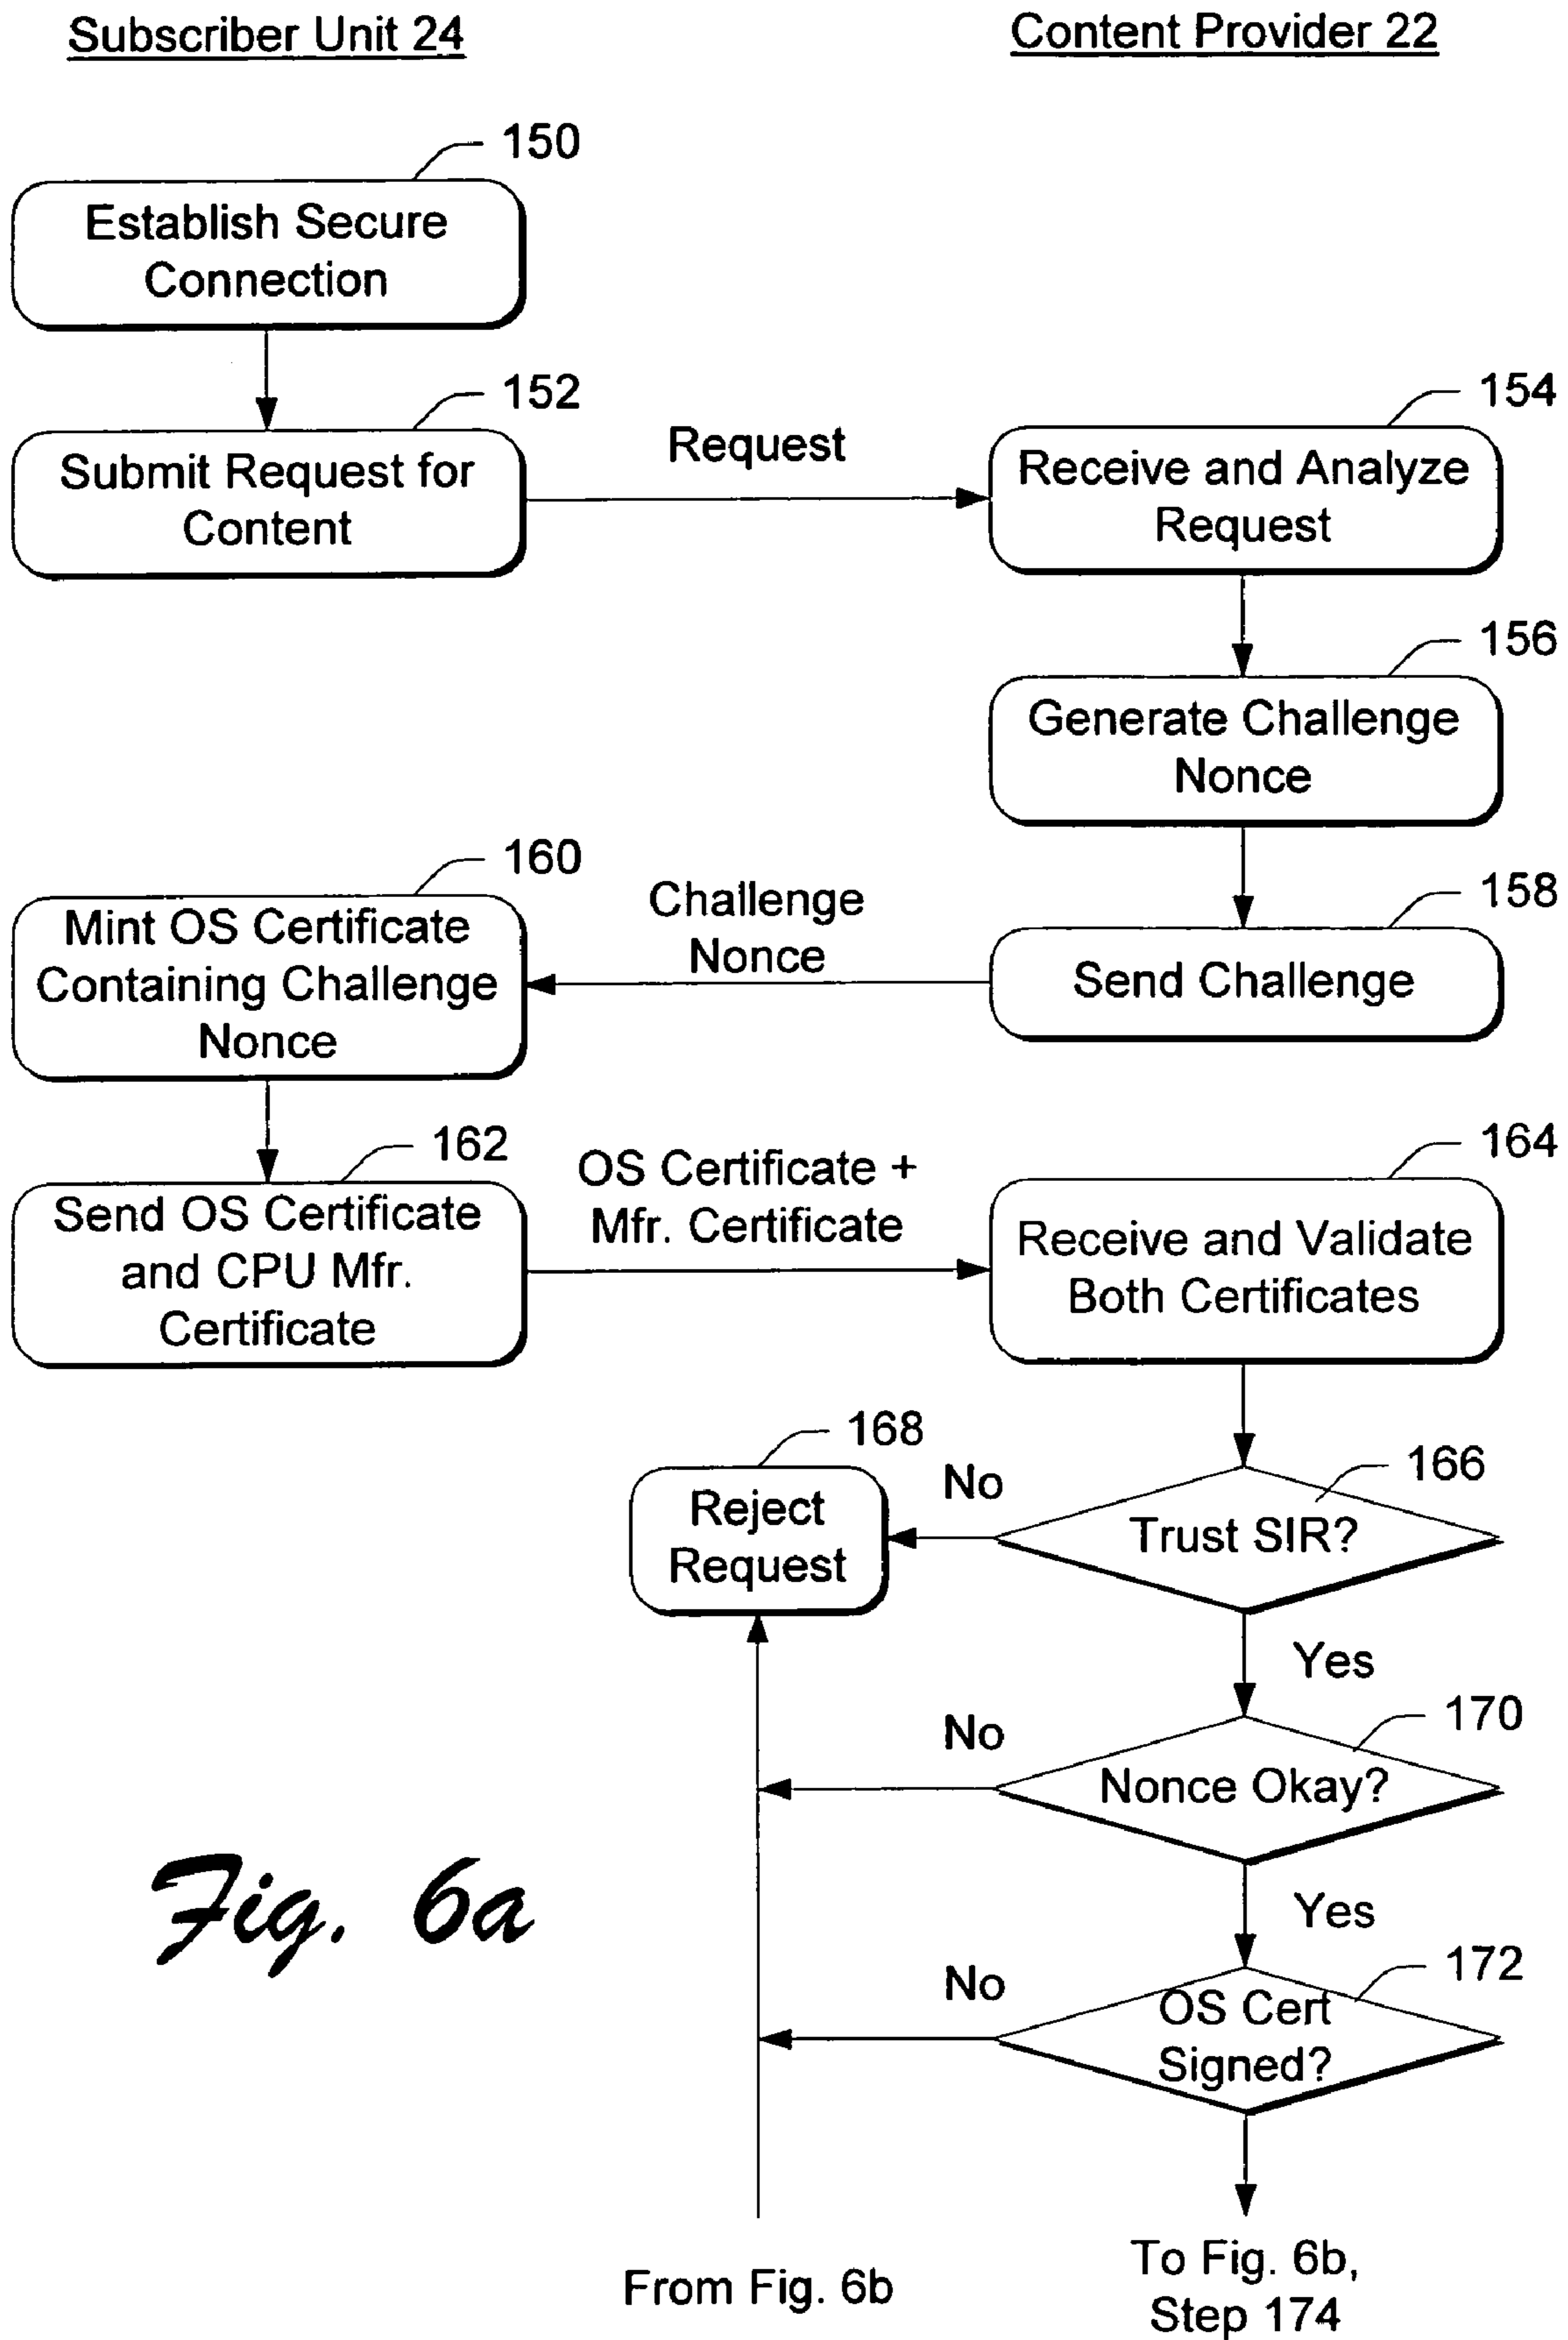 Subscriber Unit 24
Content Provider 22
150
Establish Secure
Connection
152
Submit Request for
Content
Request
154
Receive and Analyze
Request
156
Generate Challenge
Nonce
158
Send Challenge
Challenge
Nonce
160
Mint OS Certificate
Containing Challenge
Nonce
162
Send OS Certificate
and CPU Mfr.
Certificate
OS Certificate +
Mfr. Certificate
164
Receive and Validate
Both Certificates
166
Trust SIR?
No
168
Reject
Request
Yes
170
Nonce Okay?
No
Yes
172
OS Cert
Signed?
No
From Fig. 6b
To Fig. 6b,
Step 174
Fig. 6a